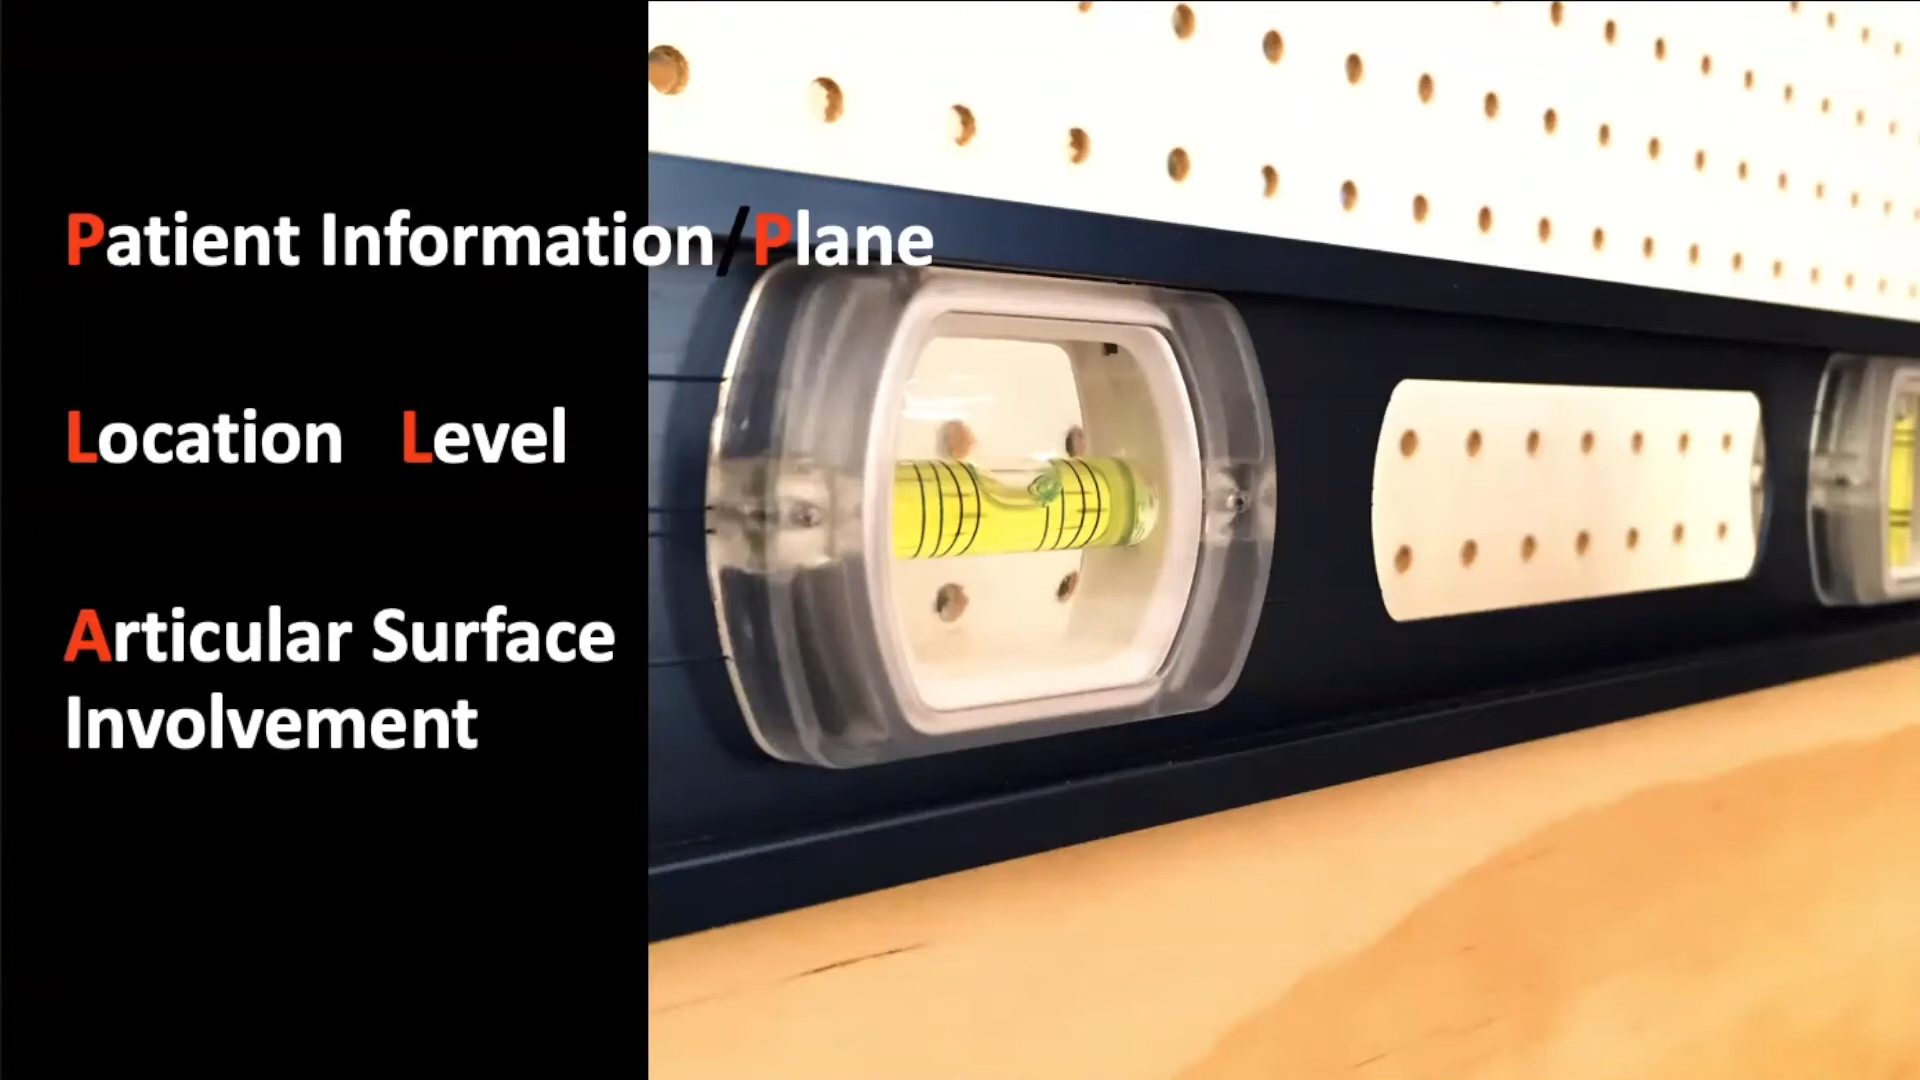 Patient Information/Plane
Location Level
Articular Surface
Involvement